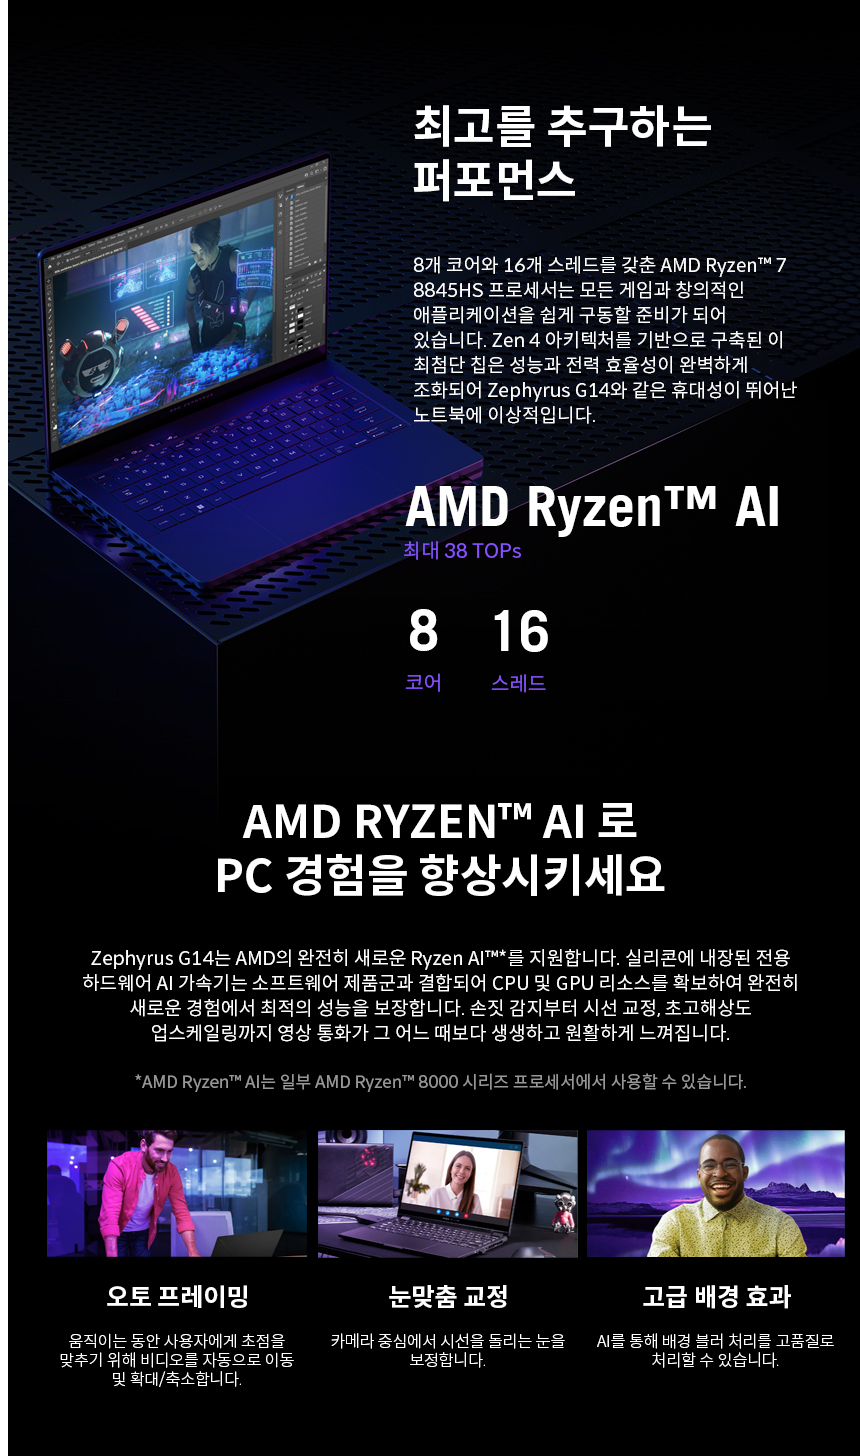 최고를 추구하는
퍼포먼스
8개 코어와 16개 스레드를 갖춘 AMD Ryzen™ 7
8845HS 프로세서는 모든 게임과 창의적인
애플리케이션을 쉽게 구동할 준비가 되어
있습니다. Zen 4 아키텍처를 기반으로 구축된 이
최첨단 칩은 성능과 전력 효율성이 완벽하게
조화되어 Zephyrus G14와 같은 휴대성이 뛰어난
노트북에 이상적입니다.
AMD Ryzen™ AI
최대 38 TOPs
8 16
코어 스레드
AMD RYZEN™ AI 로
PC 경험을 향상시키세요
Zephyrus G14는 AMD의 완전히 새로운 Ryzen AI™*를 지원합니다. 실리콘에 내장된 전용
하드웨어 AI 가속기는 소프트웨어 제품군과 결합되어 CPU 및 GPU 리소스를 확보하여 완전히
새로운 경험에서 최적의 성능을 보장합니다. 손짓 감지부터 시선 교정, 초고해상도
업스케일링까지 영상 통화가 그 어느 때보다 생생하고 원활하게 느껴집니다.
*AMD Ryzen™ AI는 일부 AMD Ryzen™ 8000 시리즈 프로세서에서 사용할 수 있습니다.
오토 프레이밍
움직이는 동안 사용자에게 초점을
맞추기 위해 비디오를 자동으로 이동
및 확대/축소합니다.
눈맞춤 교정
카메라 중심에서 시선을 돌리는 눈을
보정합니다.
고급 배경 효과
AI를 통해 배경 블러 처리를 고품질로
처리할 수 있습니다.